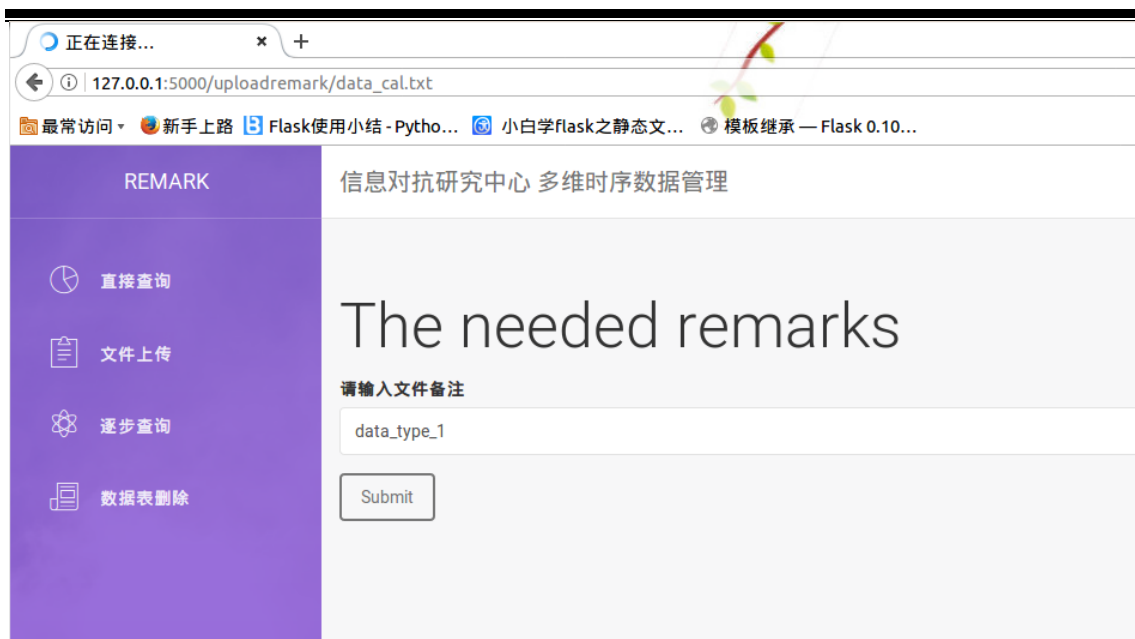 正在连接... × +
127.0.0.1:5000/uploadremark/data_cal.txt
最常访问 新手上路 Flask使用小结 - Pytho... 小白学flask之静态文... 模板继承 — Flask 0.10...
REMARK
信息对抗研究中心 多维时序数据管理
直接查询
文件上传
逐步查询
数据表删除
The needed remarks
请输入文件备注
data_type_1
Submit